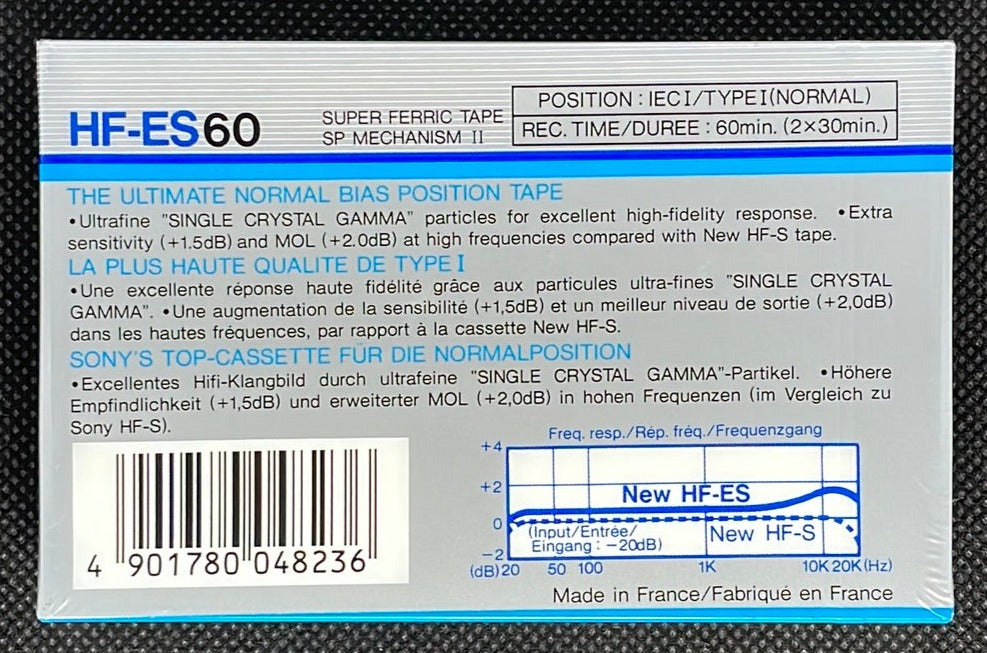 HF-ES60
SUPER FERRIC TAPE
SP MECHANISM II
POSITION : IEC I/TYPE I (NORMAL)
REC. TIME/DUREE : 60min. (2×30min.)
THE ULTIMATE NORMAL BIAS POSITION TAPE
•Ultrafine "SINGLE CRYSTAL GAMMA" particles for excellent high-fidelity response. •Extra
sensitivity (+1.5dB) and MOL (+2.0dB) at high frequencies compared with New HF-S tape.
LA PLUS HAUTE QUALITE DE TYPE I
•Une excellente réponse haute fidélité grâce aux particules ultra-fines "SINGLE CRYSTAL
GAMMA". •Une augmentation de la sensibilité (+1,5dB) et un meilleur niveau de sortie (+2,0dB)
dans les hautes fréquences, par rapport à la cassette New HF-S.
SONY'S TOP-CASSETTE FÜR DIE NORMALPOSITION
•Excellentes Hifi-Klangbild durch ultrafeine "SINGLE CRYSTAL GAMMA"-Partikel. •Höhere
Empfindlichkeit (+1,5dB) und erweiterter MOL (+2,0dB) in hohen Frequenzen (im Vergleich zu
Sony HF-S).
Freq. resp./Rép. fréq./Frequenzgang
+4
+2
New HF-ES
0
(Input/Entrée/
Eingang : −20dB)
New HF-S
−2
(dB) 20 50 100 1K 10K 20K (Hz)
4 901780 048236
Made in France/Fabriqué en France